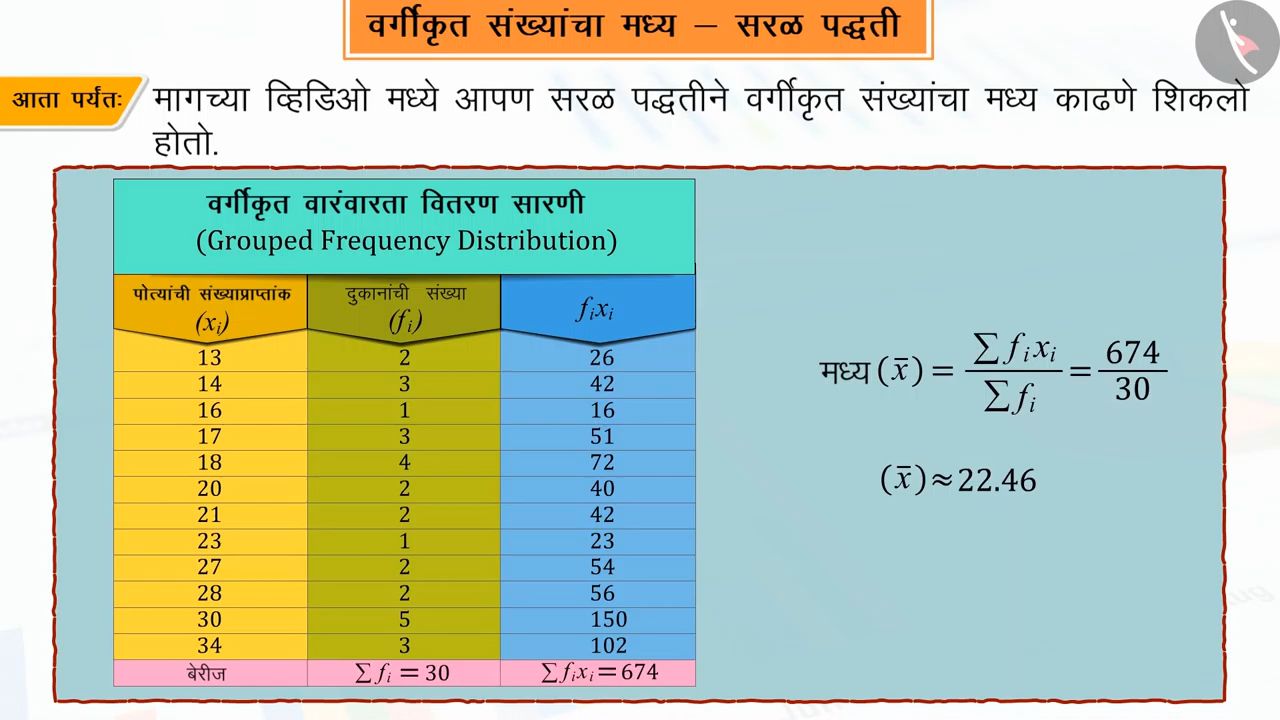 वर्गीकृत संख्यांचा मध्य – सरळ पद्धती
आता पर्यंतः
मागच्या व्हिडिओ मध्ये आपण सरळ पद्धतीने वर्गीकृत संख्यांचा मध्य काढणे शिकलो
होतो.
वर्गीकृत वारंवारता वितरण सारणी
(Grouped Frequency Distribution)
पोत्यांची संख्याप्राप्तांक (xᵢ) दुकानांची संख्या (fᵢ) fᵢxᵢ
13 2 26
14 3 42
16 1 16
17 3 51
18 4 72
20 2 40
21 2 42
23 1 23
27 2 54
28 2 56
30 5 150
34 3 102
बेरीज ∑ fᵢ = 30 ∑ fᵢxᵢ = 674
मध्य (x̄) = ∑ fᵢxᵢ / ∑ fᵢ = 674 / 30
(x̄) ≈ 22.46